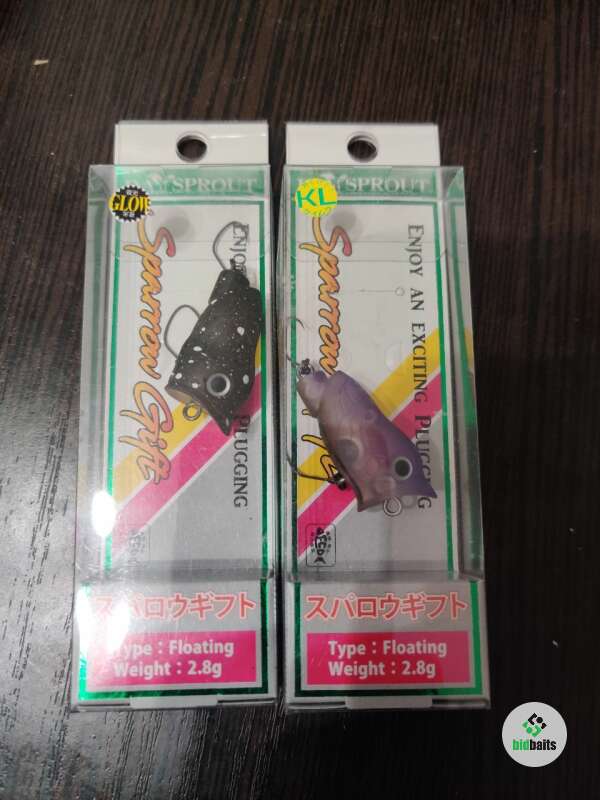 SPROUT
GLOW
Sparrow Gift
ENJOY
PLUGGING
スパロウギフト
Type : Floating
Weight : 2.8g
SPROUT
KL
ENJOY AN EXCITING PLUGGING
スパロウギフト
Type : Floating
Weight : 2.8g
bidbaits